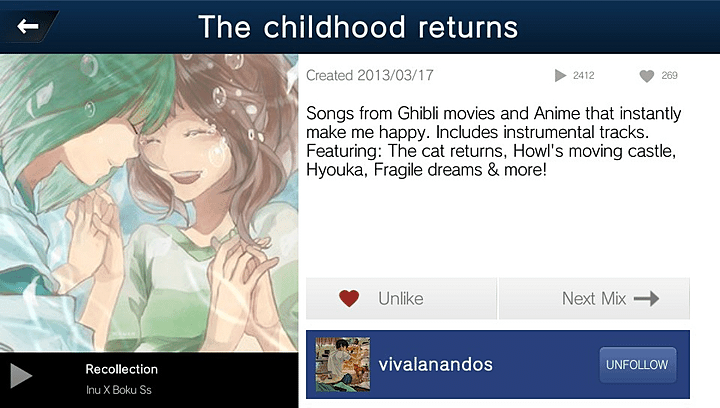 The childhood returns
Created 2013/03/17
2412
269
Songs from Ghibli movies and Anime that instantly
make me happy. Includes instrumental tracks.
Featuring: The cat returns, Howl's moving castle,
Hyouka, Fragile dreams & more!
Unlike
Next Mix
Recollection
Inu X Boku Ss
vivalanandos
UNFOLLOW